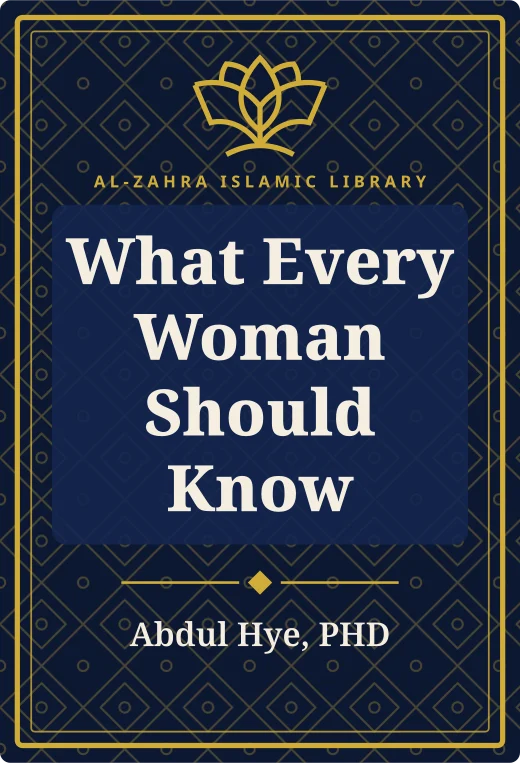 AL-ZAHRA ISLAMIC LIBRARY
What Every
Woman
Should
Know
Abdul Hye, PHD